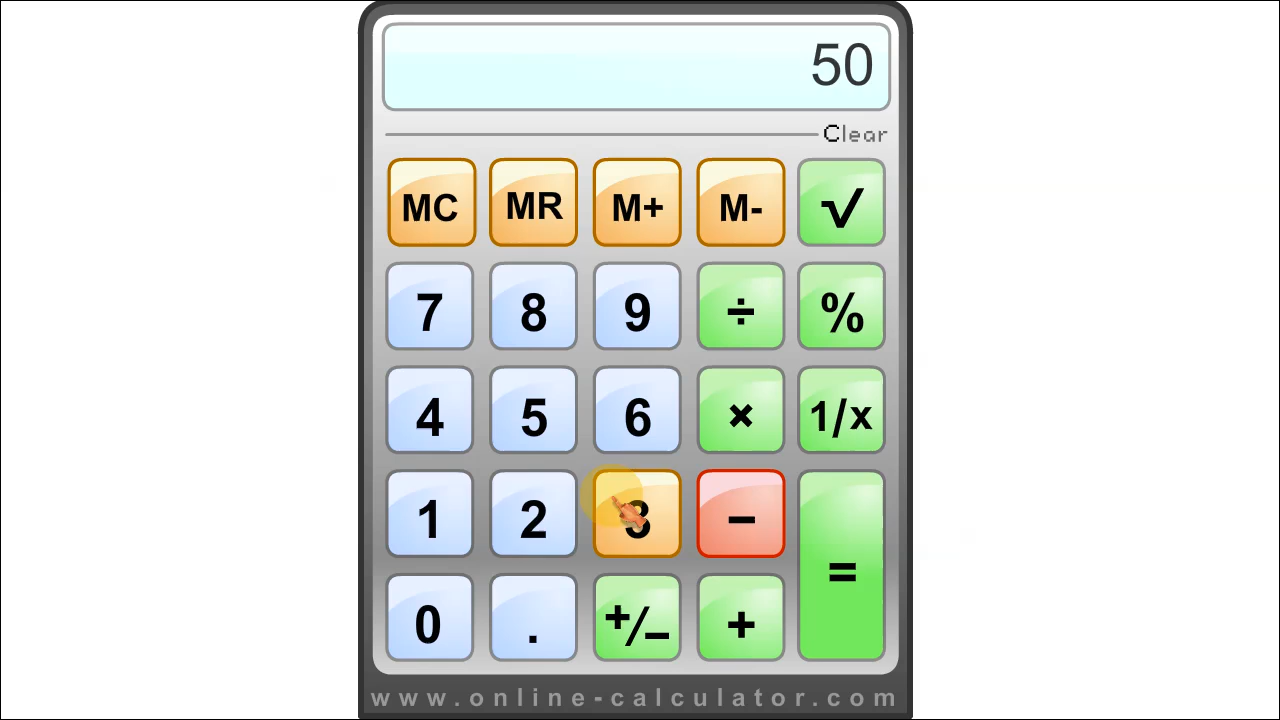 50
Clear
MC MR M+ M- √
7 8 9 ÷ %
4 5 6 × 1/x
1 2 3 −
=
0 . +/− +
www.online-calculator.com